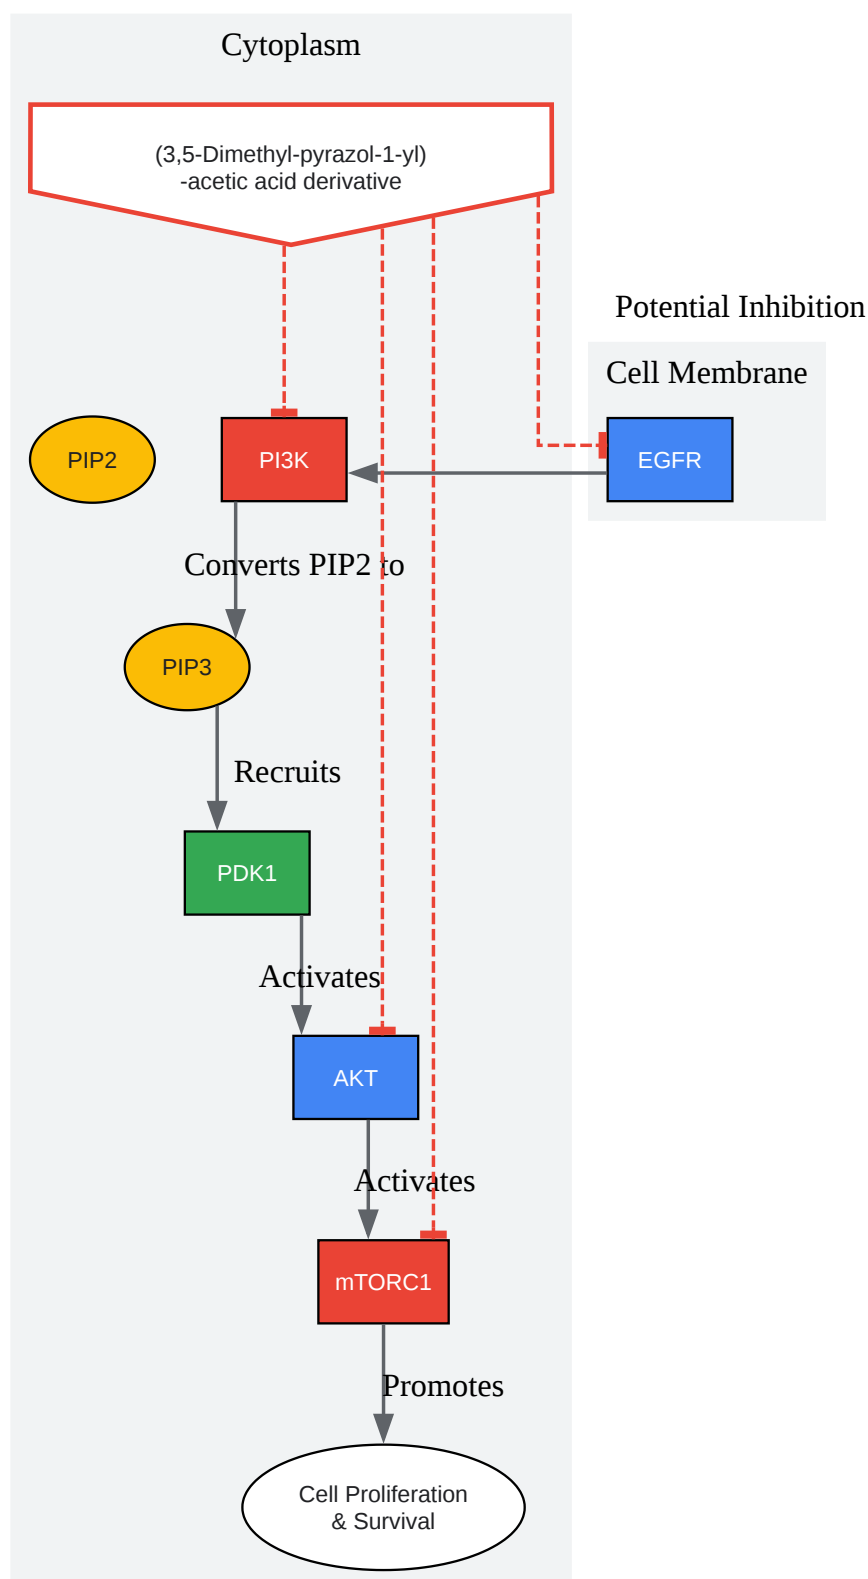 Cytoplasm
(3,5-Dimethyl-pyrazol-1-yl)
-acetic acid derivative
Potential Inhibition
Cell Membrane
PIP2
PI3K
EGFR
Converts PIP2 to
PIP3
Recruits
PDK1
Activates
AKT
Activates
mTORC1
Promotes
Cell Proliferation
& Survival